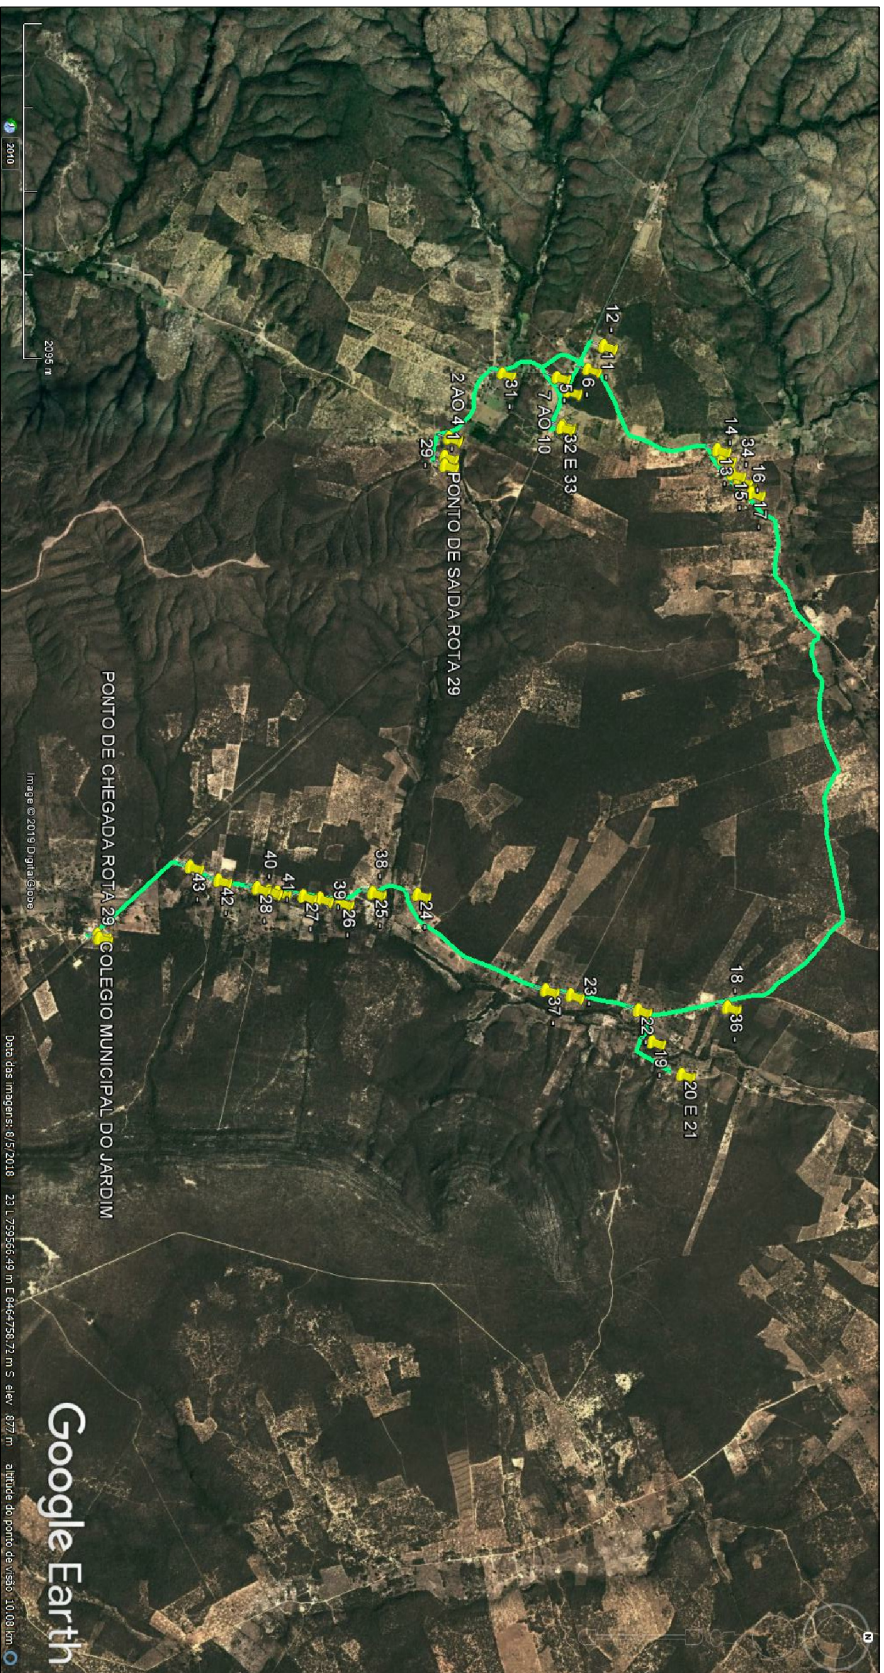 N
17 -
16 -
34 -
15 -
18 -
36 -
14 -
13 -
20 E 21
19 -
22 -
12 -
11 -
23 -
6 -
32 E 33
5 -
37 -
7 AO 10
31 -
2 AO 4
1 -
PONTO DE SAIDA ROTA 29
29 -
24 -
38 -
25 -
26 -
39 -
27 -
41 -
40 -
28 -
42 -
43 -
PONTO DE CHEGADA ROTA 29
COLEGIO MUNICIPAL DO JARDIM
Google Earth
2095 m
Image © 2019 DigitalGlobe
2010
Data das imagens: 8/5/2018 23 L 759566.49 m E 8464758.72 m S elev 877 m altitude do ponto de visão 10.08 km